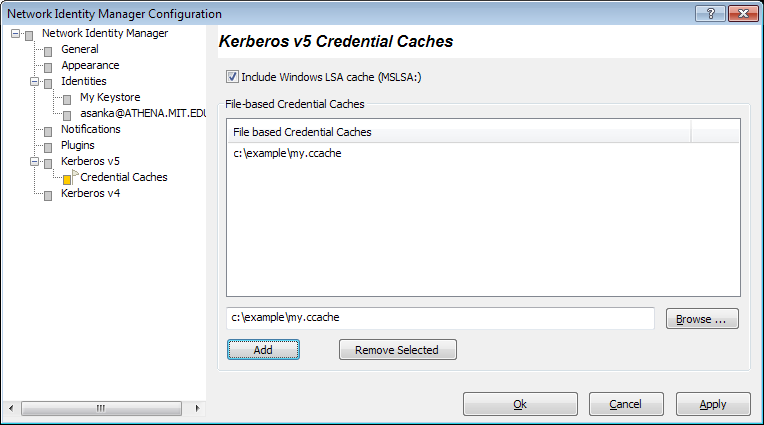 Network Identity Manager Configuration
Network Identity Manager
General
Appearance
Identities
My Keystore
asanka@ATHENA.MIT.EDU
Notifications
Plugins
Kerberos v5
Credential Caches
Kerberos v4
Kerberos v5 Credential Caches
Include Windows LSA cache (MSLSA:)
File-based Credential Caches
File based Credential Caches
c:\example\my.ccache
c:\example\my.ccache
Browse ...
Add
Remove Selected
Ok
Cancel
Apply